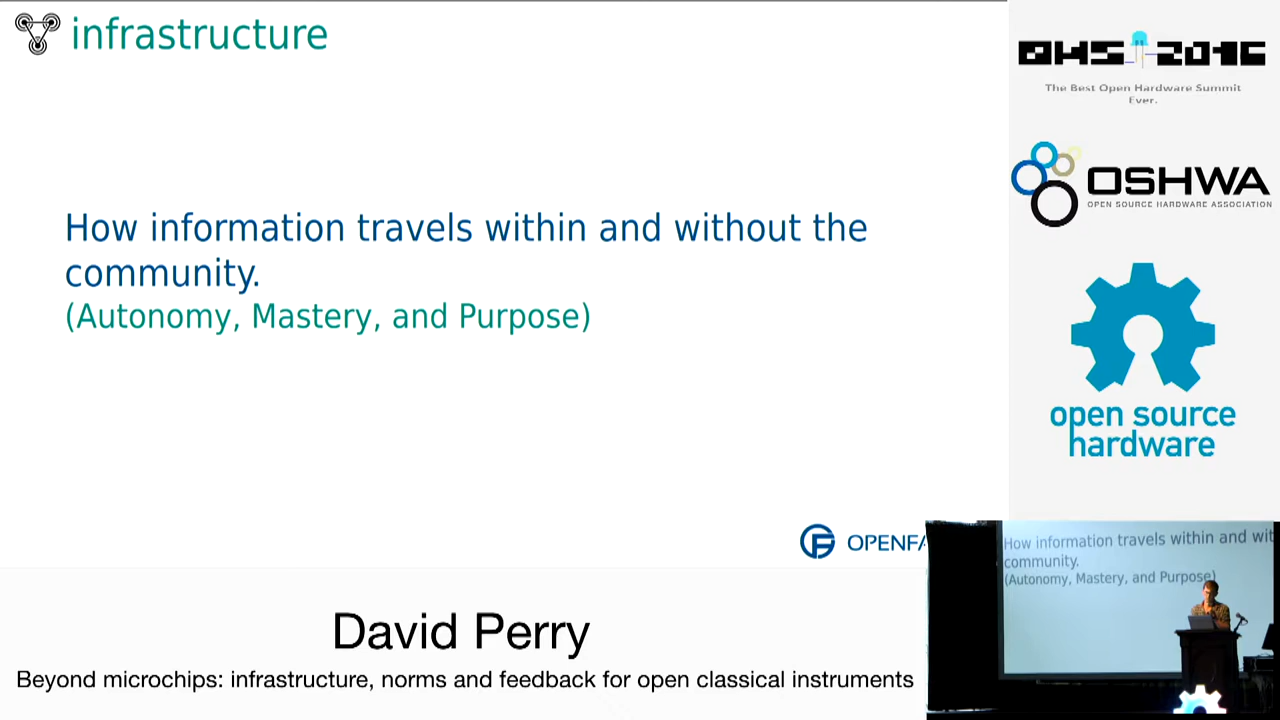 infrastructure
How information travels within and without the
community.
(Autonomy, Mastery, and Purpose)
OPENFA
David Perry
Beyond microchips: infrastructure, norms and feedback for open classical instruments
OHS 2016
The Best Open Hardware Summit
Ever.
OSHWA
OPEN SOURCE HARDWARE ASSOCIATION
open source
hardware
How information travels within and wit
community.
(Autonomy, Mastery, and Purpose)